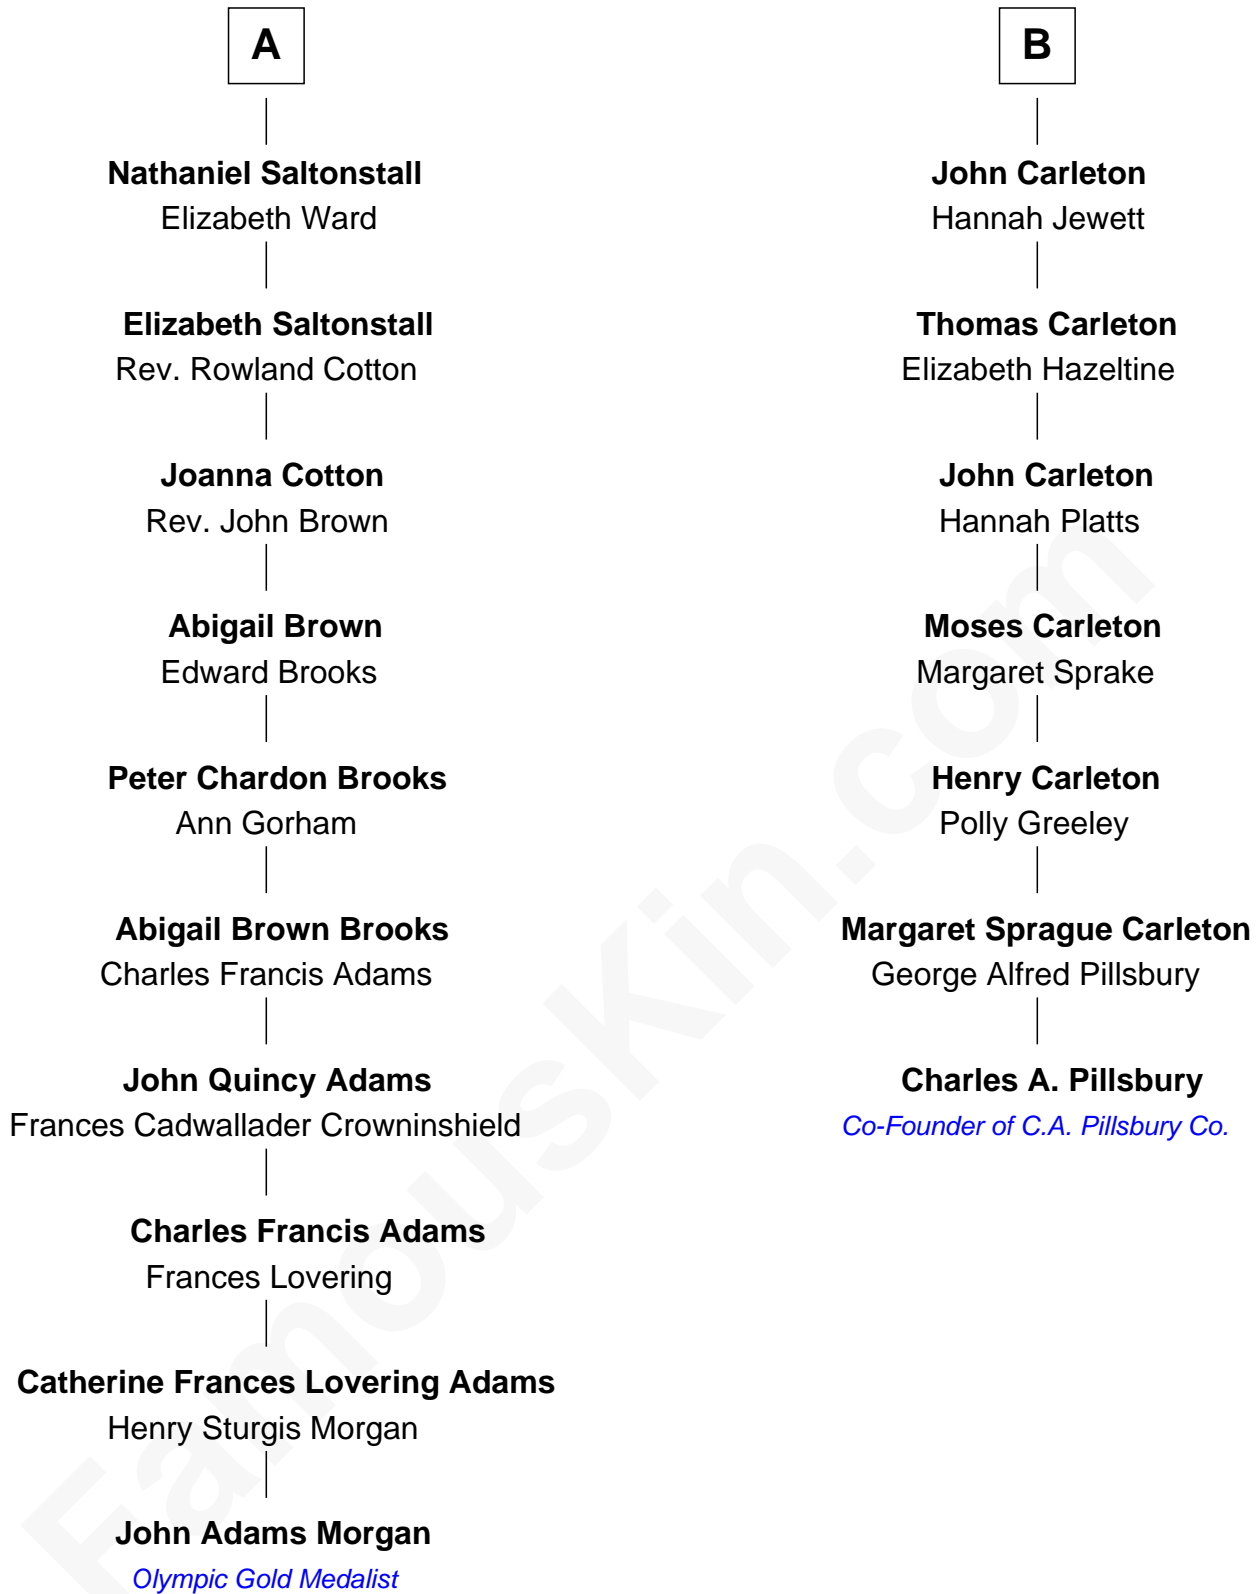 A
Nathaniel Saltonstall
Elizabeth Ward
Elizabeth Saltonstall
Rev. Rowland Cotton
Joanna Cotton
Rev. John Brown
Abigail Brown
Edward Brooks
Peter Chardon Brooks
Ann Gorham
Abigail Brown Brooks
Charles Francis Adams
John Quincy Adams
Frances Cadwallader Crowninshield
Charles Francis Adams
Frances Lovering
Catherine Frances Lovering Adams
Henry Sturgis Morgan
John Adams Morgan
Olympic Gold Medalist
B
John Carleton
Hannah Jewett
Thomas Carleton
Elizabeth Hazeltine
John Carleton
Hannah Platts
Moses Carleton
Margaret Sprake
Henry Carleton
Polly Greeley
Margaret Sprague Carleton
George Alfred Pillsbury
Charles A. Pillsbury
Co-Founder of C.A. Pillsbury Co.
FamousKin.com